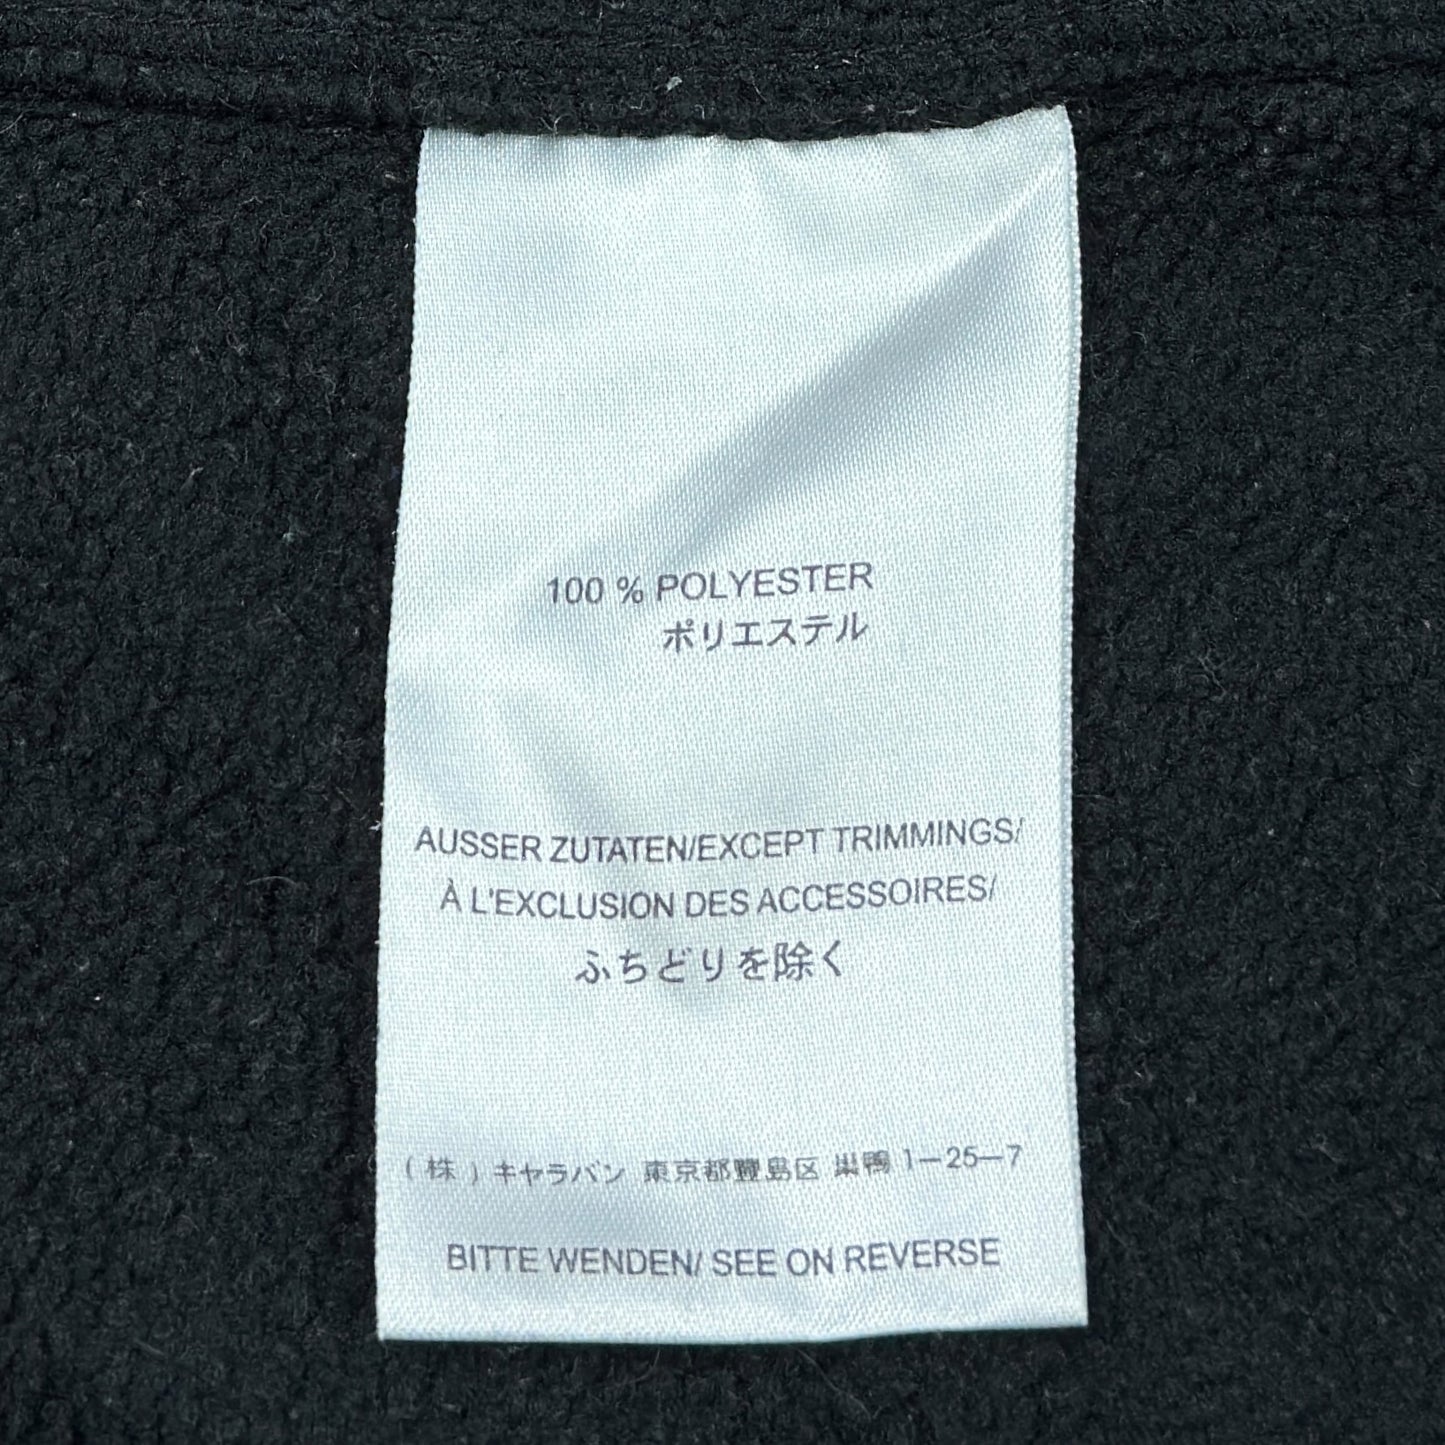 100 % POLYESTER
ポリエステル
AUSSER ZUTATEN/EXCEPT TRIMMINGS/
À L'EXCLUSION DES ACCESSOIRES/
ふちどりを除く
(株)キャラバン 東京都豐島区 巣鴨 1-25-7
BITTE WENDEN/ SEE ON REVERSE